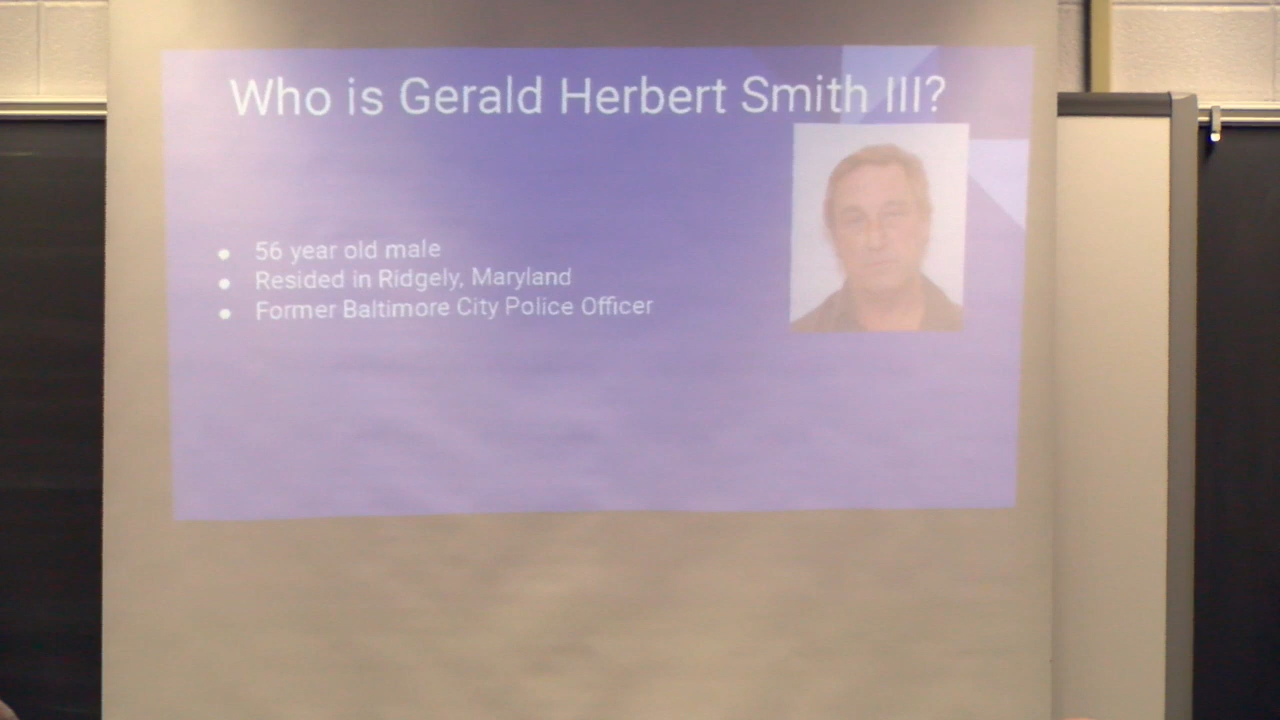 Who is Gerald Herbert Smith III?
56 year old male
Resided in Ridgely, Maryland
Former Baltimore City Police Officer